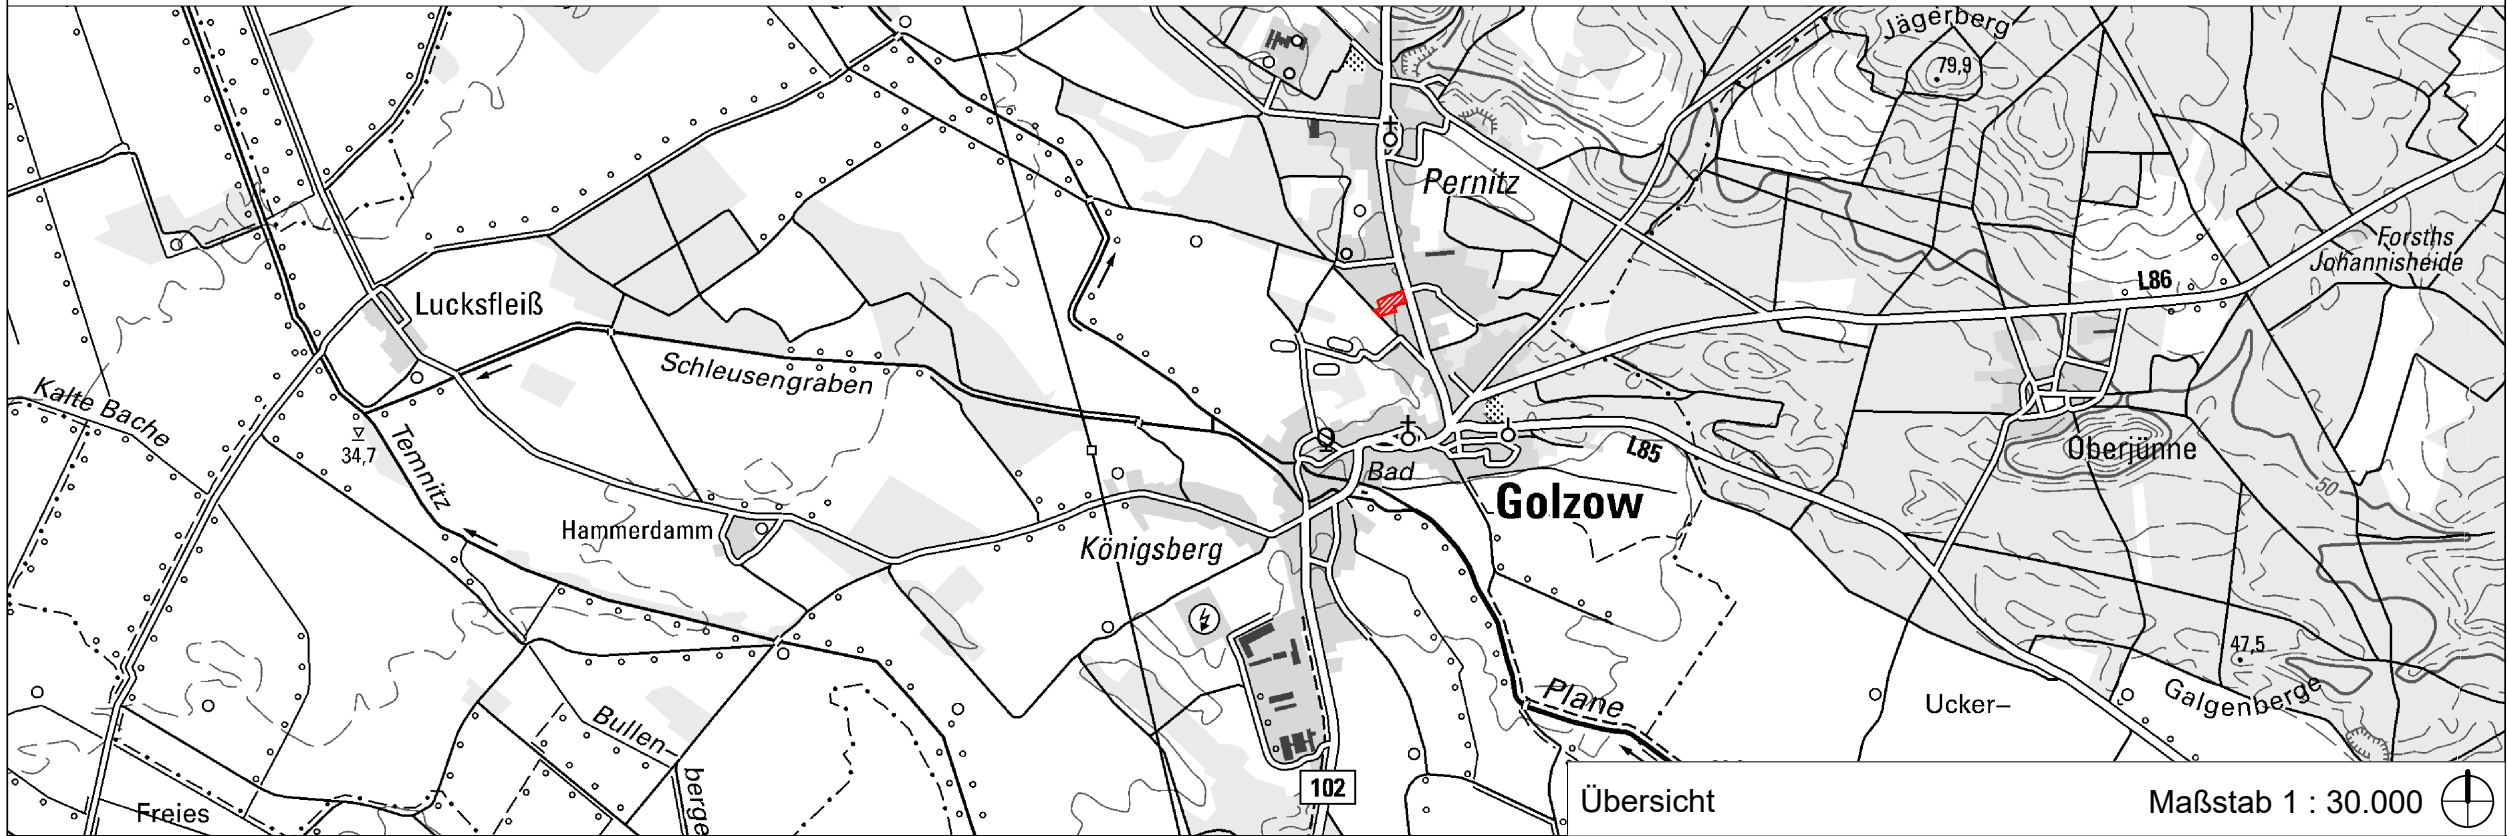 Jägerberg
79,9
Pernitz
Forsths
Johannisheide
L86
Lucksfleiß
Schleusengraben
Kalte Bache
34,7
Temnitz
Oberjünne
L85
Bad
Golzow
50
Hammerdamm
Königsberg
47,5
Galgenberge
Plane
Ucker–
Bullen–
berge
102
Freies
Übersicht
Maßstab 1 : 30.000